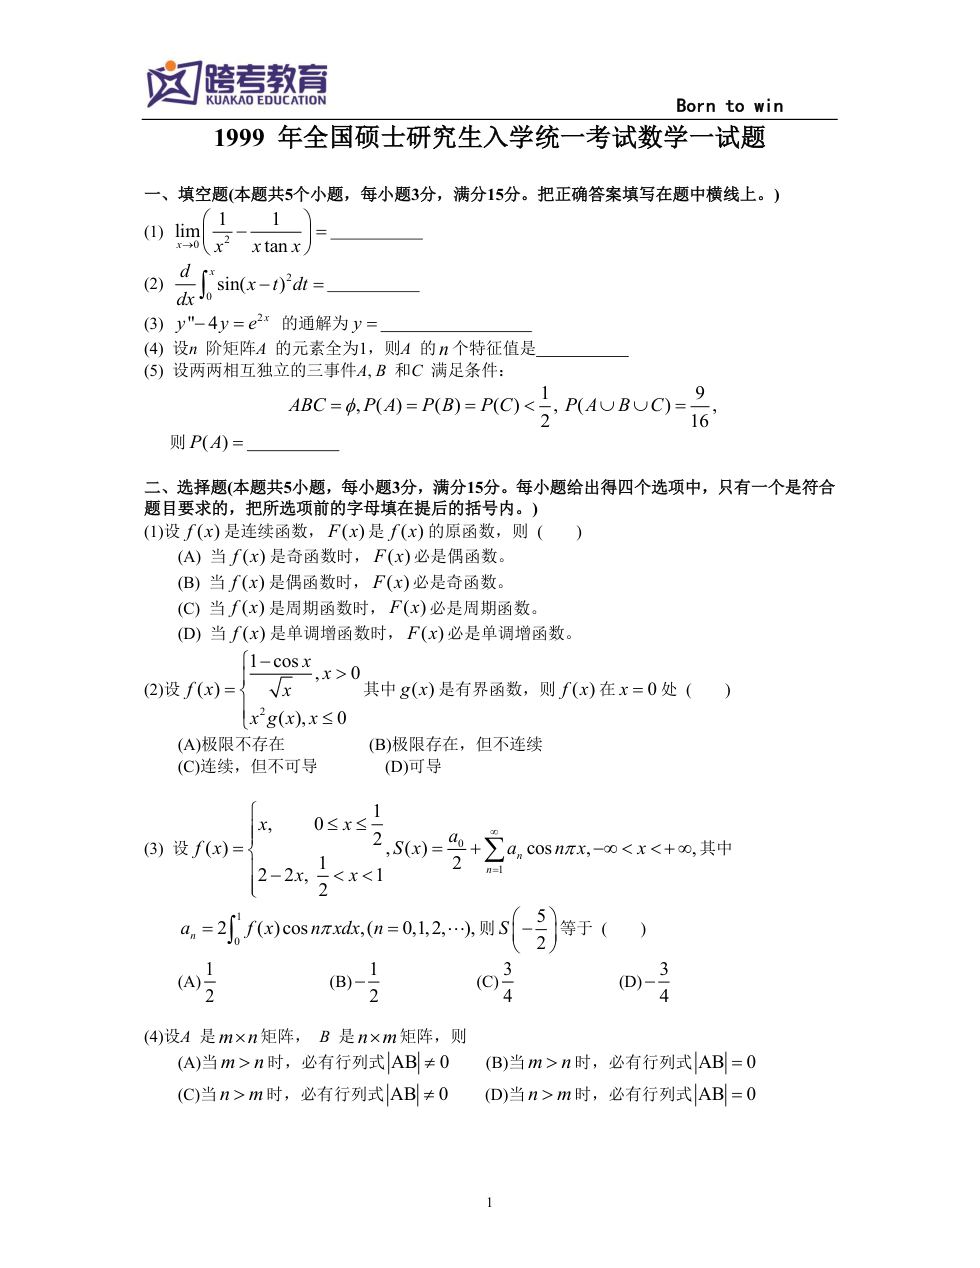 跨考教育
KUAKAO EDUCATION
Born to win
1999 年全国硕士研究生入学统一考试数学一试题
一、填空题(本题共5个小题，每小题3分，满分15分。把正确答案填写在题中横线上。)
(1) lim_{x→0} (1/x² − 1/(x tan x)) = ___________
(2) d/dx ∫₀ˣ sin(x−t)² dt = ___________
(3) y''−4y = e^{2x} 的通解为 y = __________________
(4) 设n 阶矩阵A 的元素全为1，则A 的 n 个特征值是___________
(5) 设两两相互独立的三事件A, B 和C 满足条件：
ABC = ϕ, P(A) = P(B) = P(C) < 1/2, P(A∪B∪C) = 9/16,
则 P(A) = ___________
二、选择题(本题共5小题，每小题3分，满分15分。每小题给出得四个选项中，只有一个是符合
题目要求的，把所选项前的字母填在提后的括号内。)
(1)设 f(x) 是连续函数， F(x) 是 f(x) 的原函数，则 ( )
(A) 当 f(x) 是奇函数时， F(x) 必是偶函数。
(B) 当 f(x) 是偶函数时， F(x) 必是奇函数。
(C) 当 f(x) 是周期函数时， F(x) 必是周期函数。
(D) 当 f(x) 是单调增函数时， F(x) 必是单调增函数。
(2)设 f(x) = { (1−cos x)/√x, x > 0; x²g(x), x ≤ 0 其中 g(x) 是有界函数，则 f(x) 在 x = 0 处 ( )
(A)极限不存在 (B)极限存在，但不连续
(C)连续，但不可导 (D)可导
(3) 设 f(x) = { x, 0 ≤ x ≤ 1/2; 2−2x, 1/2 < x < 1 , S(x) = a₀/2 + ∑_{n=1}^{∞} aₙ cos nπx, −∞ < x < +∞, 其中
aₙ = 2∫₀¹ f(x)cos nπxdx, (n = 0,1,2,⋯), 则 S(−5/2) 等于 ( )
(A) 1/2 (B) −1/2 (C) 3/4 (D) −3/4
(4)设A 是 m×n 矩阵， B 是 n×m 矩阵，则
(A)当 m > n 时，必有行列式 |AB| ≠ 0 (B)当 m > n 时，必有行列式 |AB| = 0
(C)当 n > m 时，必有行列式 |AB| ≠ 0 (D)当 n > m 时，必有行列式 |AB| = 0
1